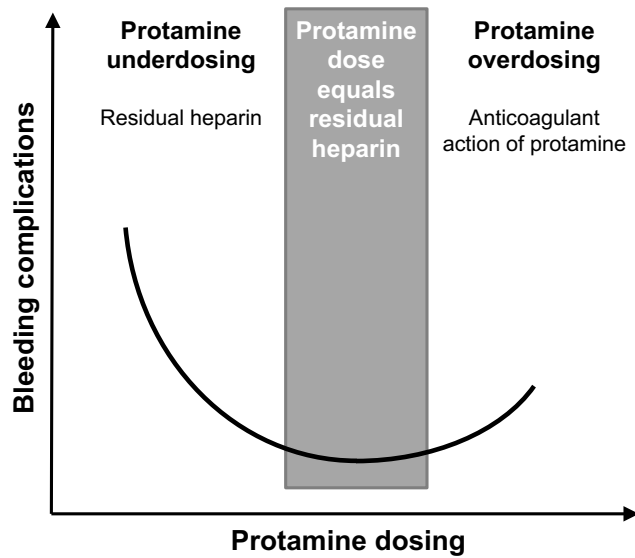 Protamine
underdosing
Residual heparin
Protamine
dose
equals
residual
heparin
Protamine
overdosing
Anticoagulant
action of protamine
Bleeding complications
Protamine dosing